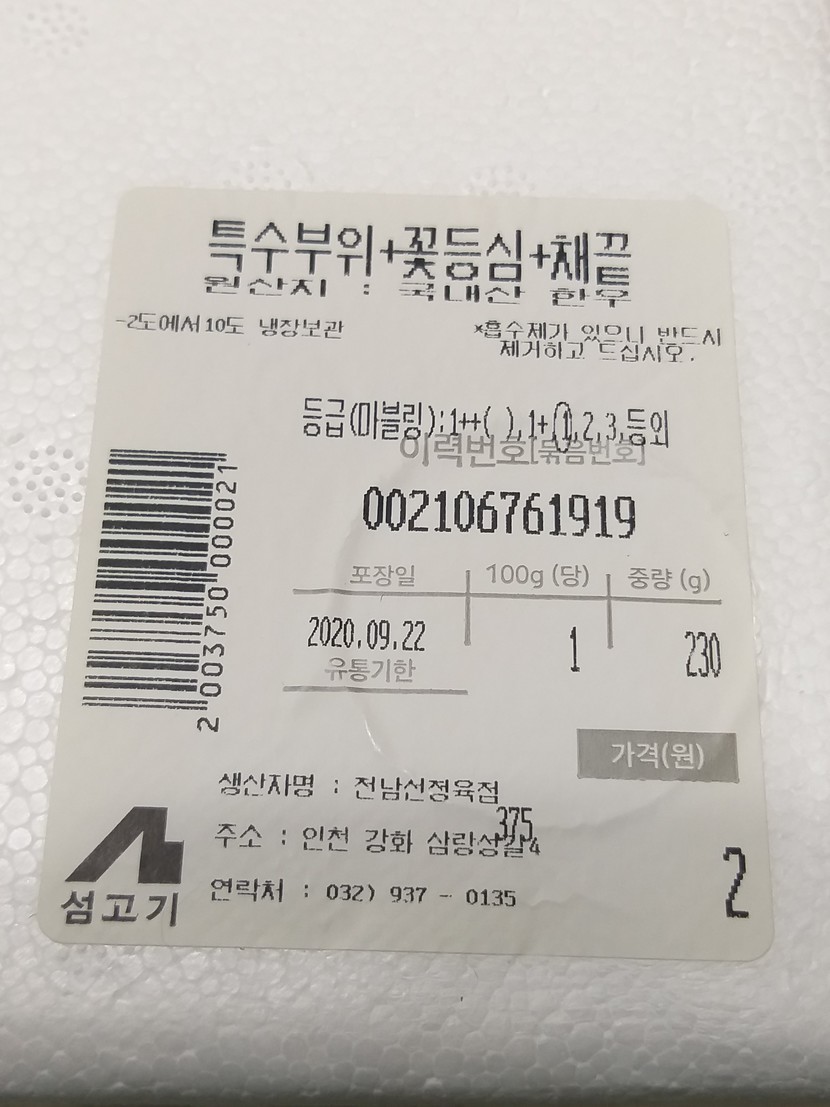 특수부위+꽃등심+채끝
원산지 : 국내산 한우
-2도에서10도 냉장보관
*흡수제가 있으니 반드시
제거하고 드십시오.
등급(마블링):1++( ),1+,1,2,3,등외
이력번호[묶음번호]
002106761919
포장일 100g (당) 중량 (g)
2020.09.22 1 230
유통기한
가격(원)
2
생산자명 : 전남선정육점
375
주소 : 인천 강화 삼랑성길4
연락처 : 032) 937 - 0135
섬고기
2 003750 000021